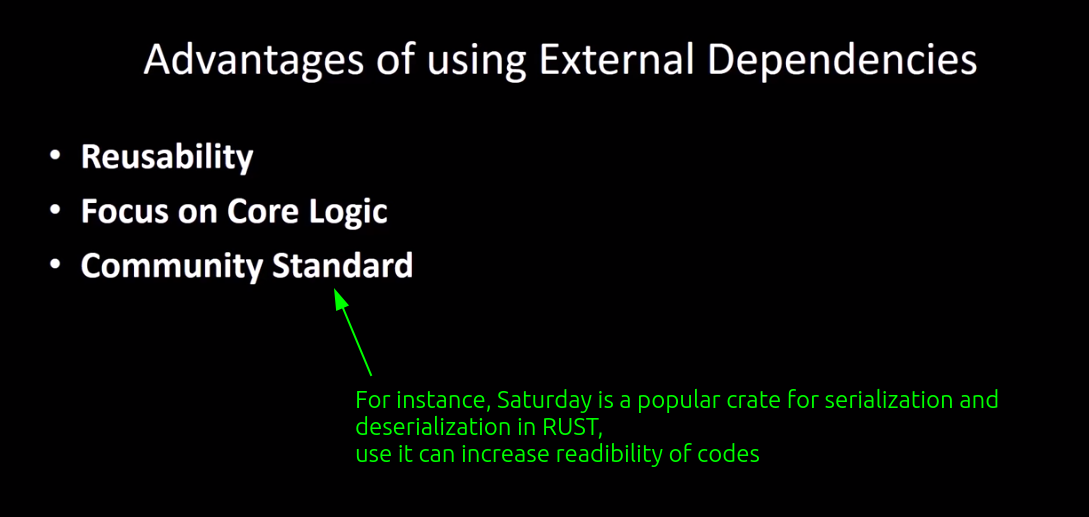 Advantages of using External Dependencies
• Reusability
• Focus on Core Logic
• Community Standard
For instance, Saturday is a popular crate for serialization and
deserialization in RUST,
use it can increase readibility of codes